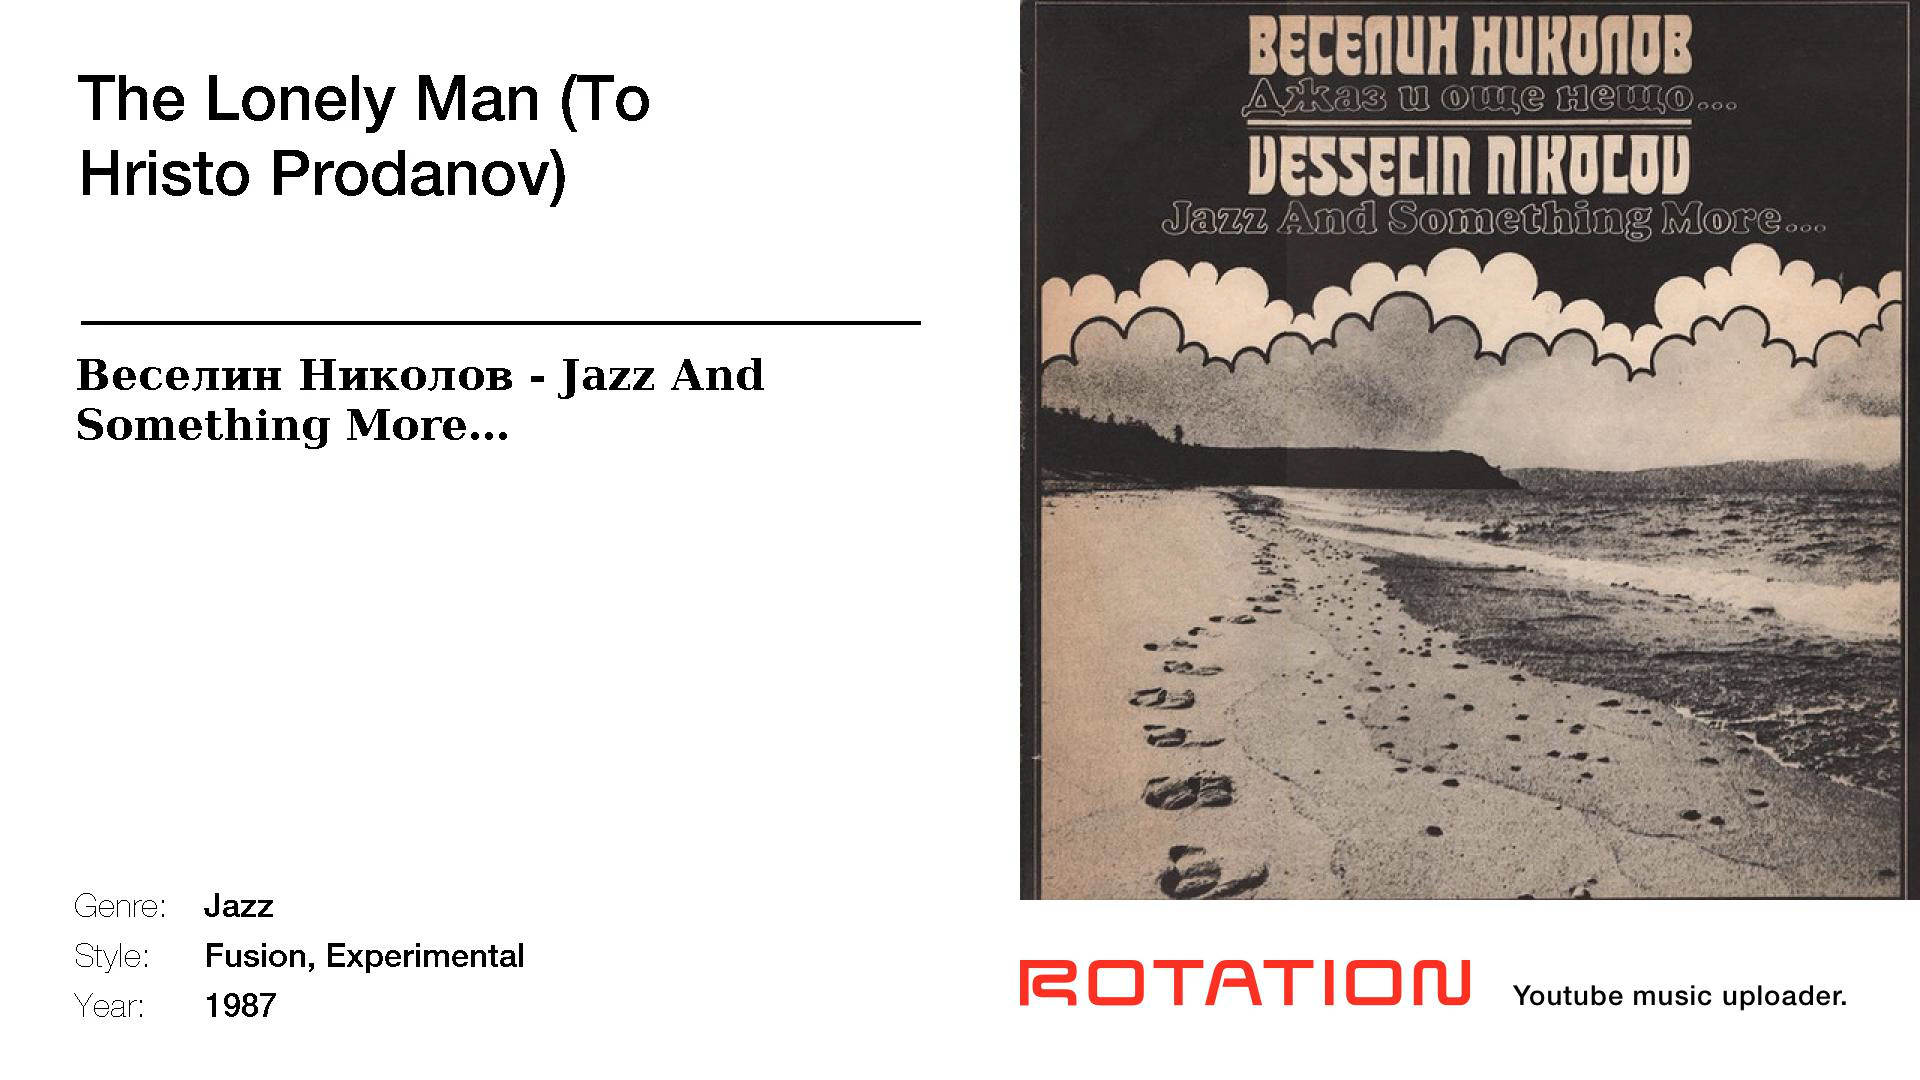 The Lonely Man (To
Hristo Prodanov)
Веселин Николов - Jazz And
Something More...
Genre: Jazz
Style: Fusion, Experimental
Year: 1987
ВЕСЕЛИН НИКОЛОВ
Джаз и още нещо...
VESSELIN NIKOLOV
Jazz And Something More...
ROTATION
Youtube music uploader.